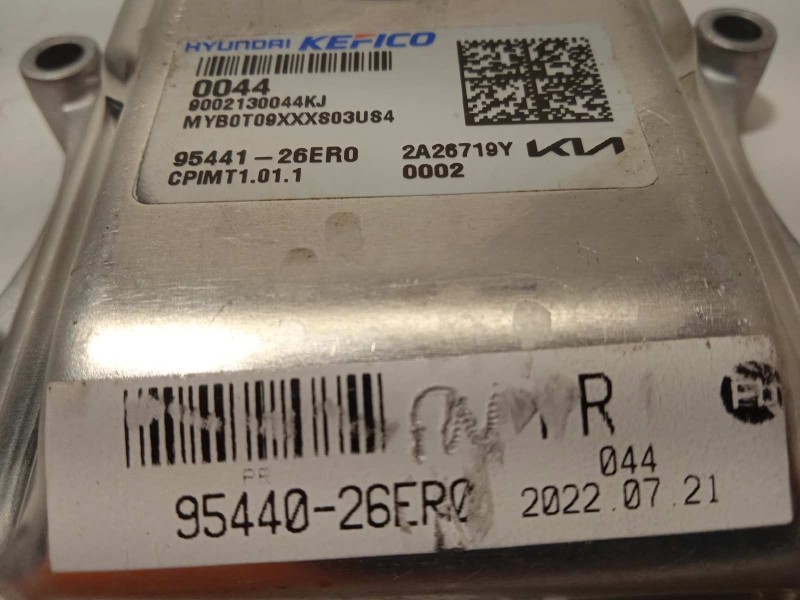 HYUNDAI KEFICO
0044
9002130044KJ
MYB0T09XXXS03US4
95441-26ER0 2A26719Y KIA
CPIMT1.01.1 0002
R
044
PR
95440-26ER0 2022.07.21